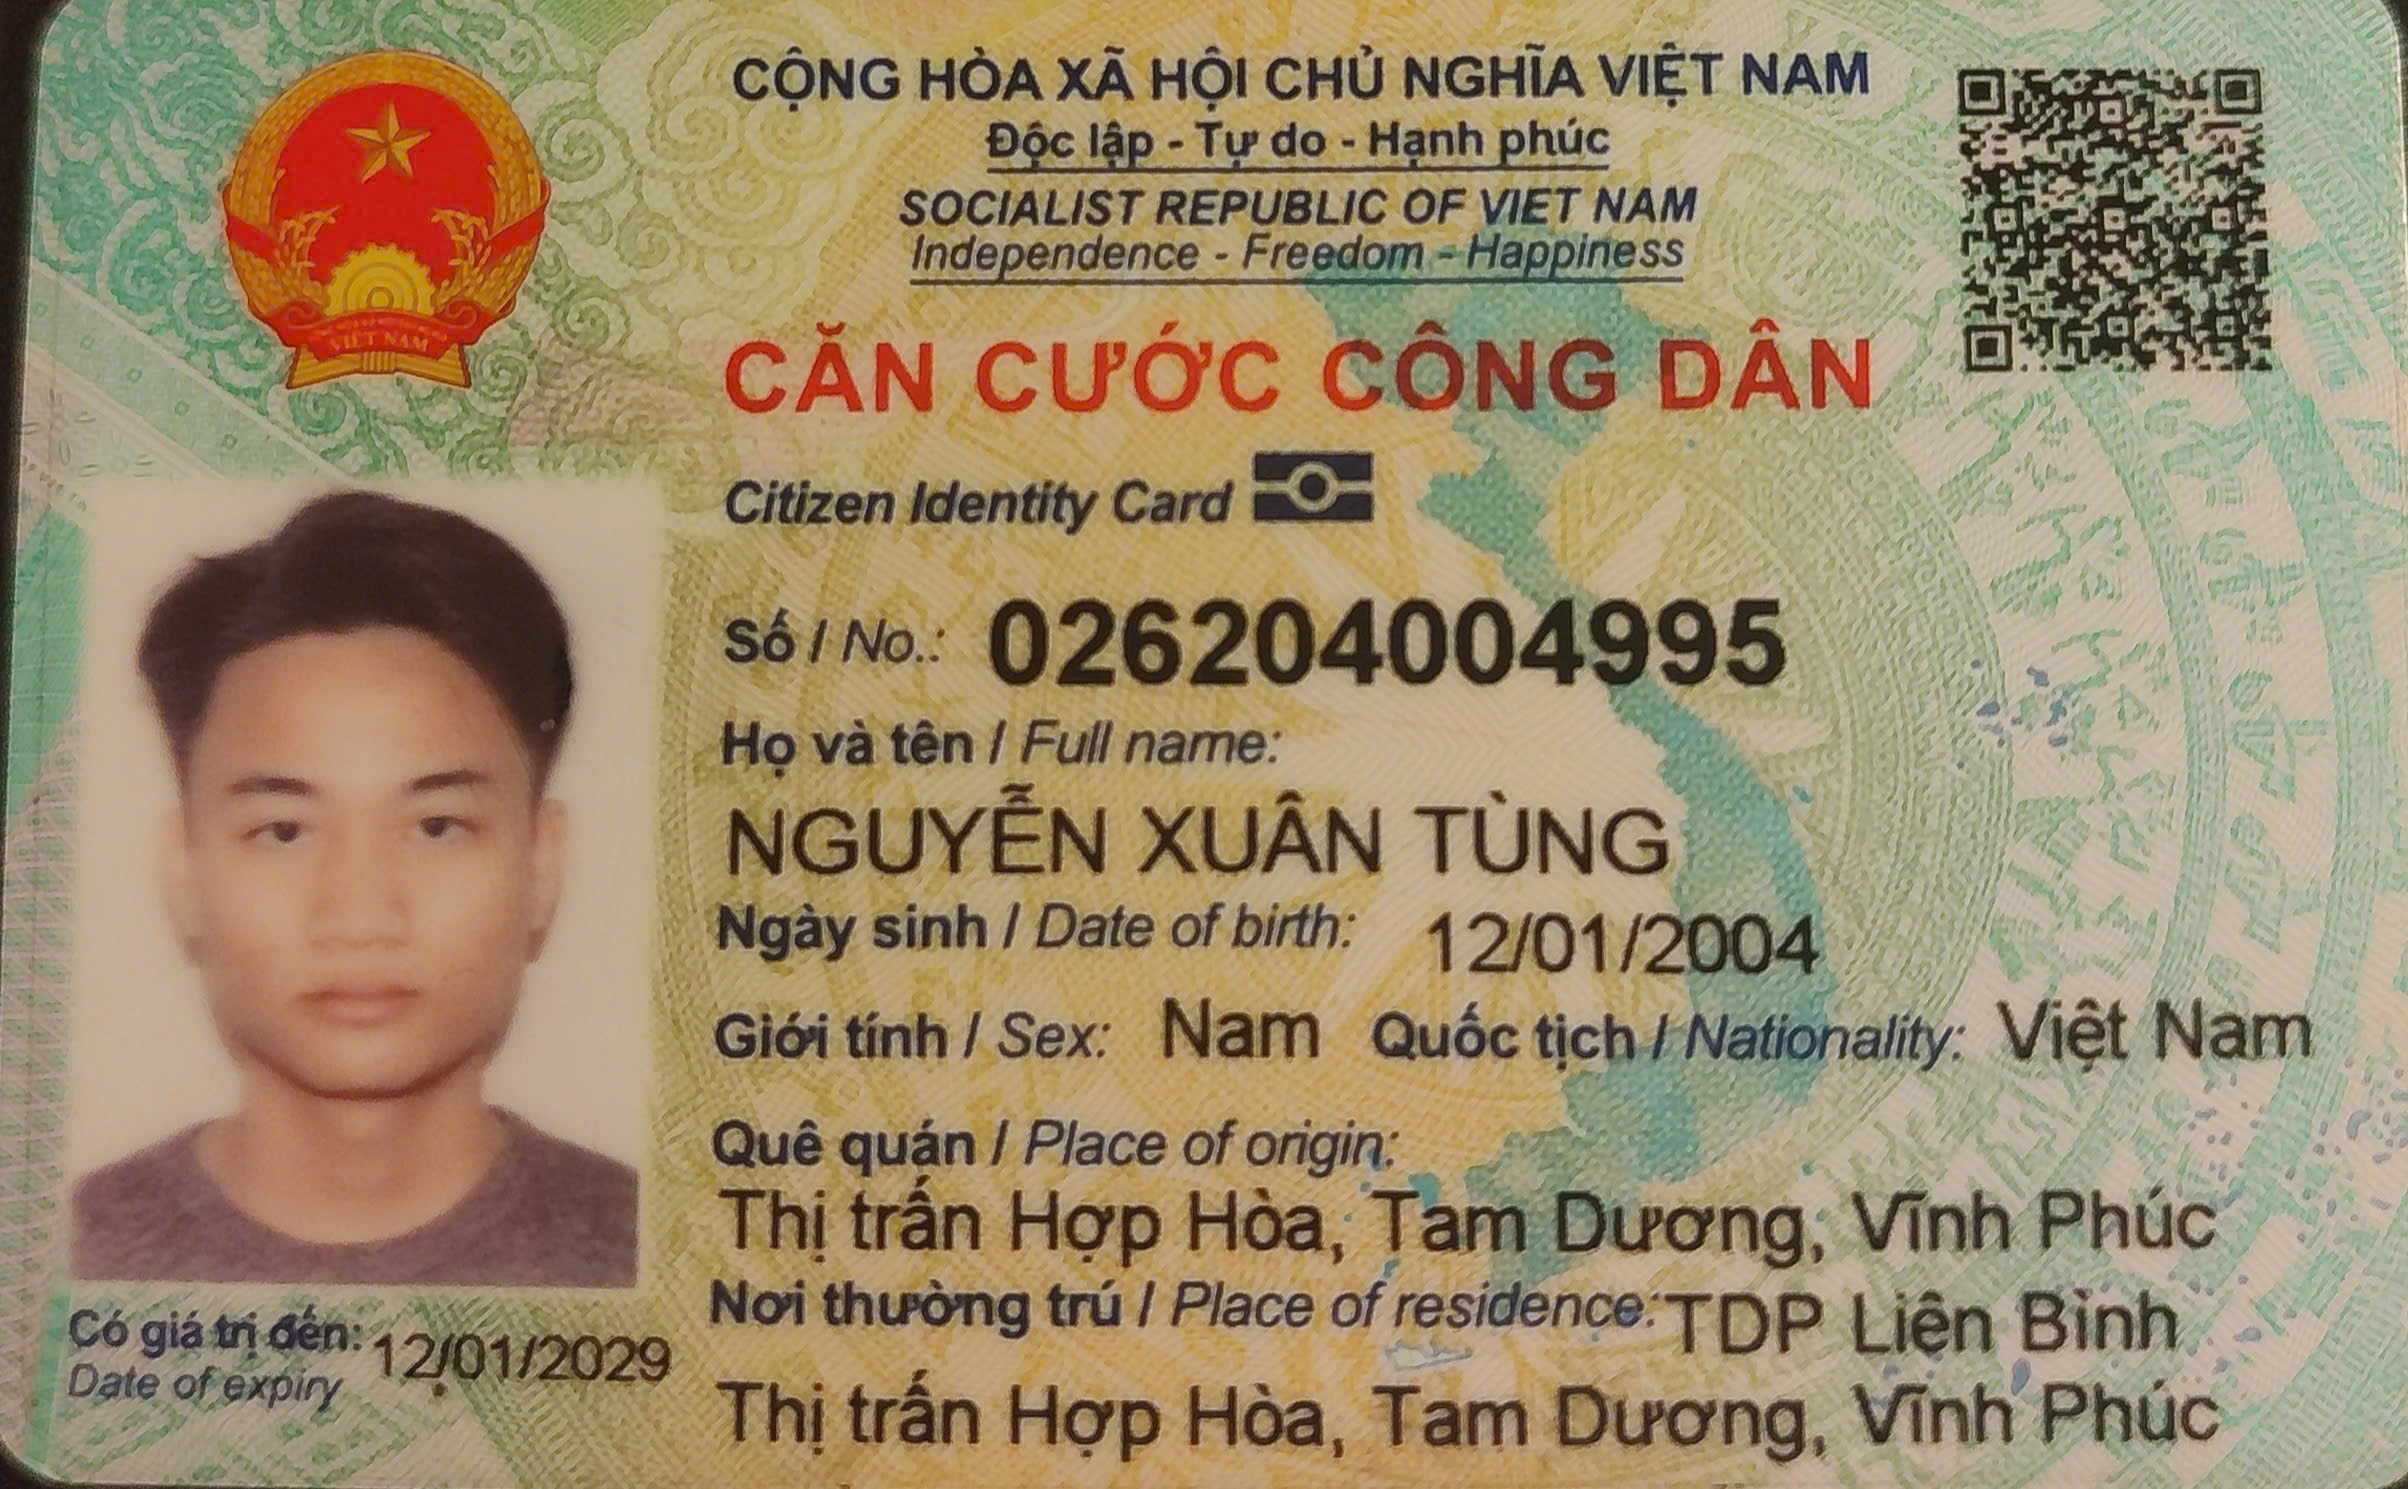 CỘNG HÒA XÃ HỘI CHỦ NGHĨA VIỆT NAM
Độc lập - Tự do - Hạnh phúc
SOCIALIST REPUBLIC OF VIET NAM
Independence - Freedom - Happiness
VIỆT NAM
CĂN CƯỚC CÔNG DÂN
Citizen Identity Card
Số / No.: 026204004995
Họ và tên / Full name:
NGUYỄN XUÂN TÙNG
Ngày sinh / Date of birth: 12/01/2004
Giới tính / Sex: Nam Quốc tịch / Nationality: Việt Nam
Quê quán / Place of origin:
Thị trấn Hợp Hòa, Tam Dương, Vĩnh Phúc
Nơi thường trú / Place of residence: TDP Liên Bình
Thị trấn Hợp Hòa, Tam Dương, Vĩnh Phúc
Có giá trị đến: 12/01/2029
Date of expiry